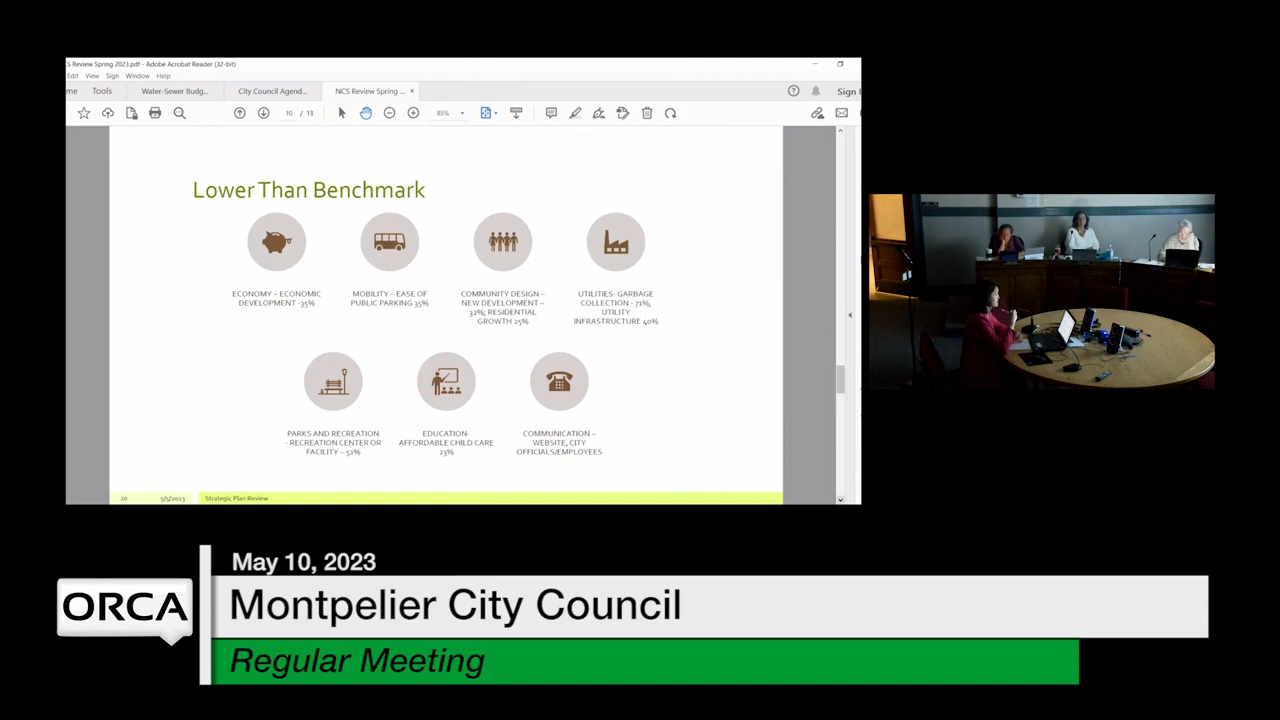 CS Review Spring 2023.pdf - Adobe Acrobat Reader (32-bit)
Edit View Sign Window Help
me Tools Water-Sewer Budg... City Council Agend... NCS Review Spring ... × Sign I
10 / 13 85%
Lower Than Benchmark
ECONOMY – ECONOMIC
DEVELOPMENT -35%
MOBILITY – EASE OF
PUBLIC PARKING 35%
COMMUNITY DESIGN –
NEW DEVELOPMENT –
32%; RESIDENTIAL
GROWTH 25%
UTILITIES- GARBAGE
COLLECTION - 71%,
UTILITY
INFRASTRUCTURE 40%
PARKS AND RECREATION
- RECREATION CENTER OR
FACILITY – 51%
EDUCATION-
AFFORDABLE CHILD CARE
23%
COMMUNICATION –
WEBSITE, CITY
OFFICIALS/EMPLOYEES
20 5/5/2023 Strategic Plan Review
May 10, 2023
ORCA
Montpelier City Council
Regular Meeting